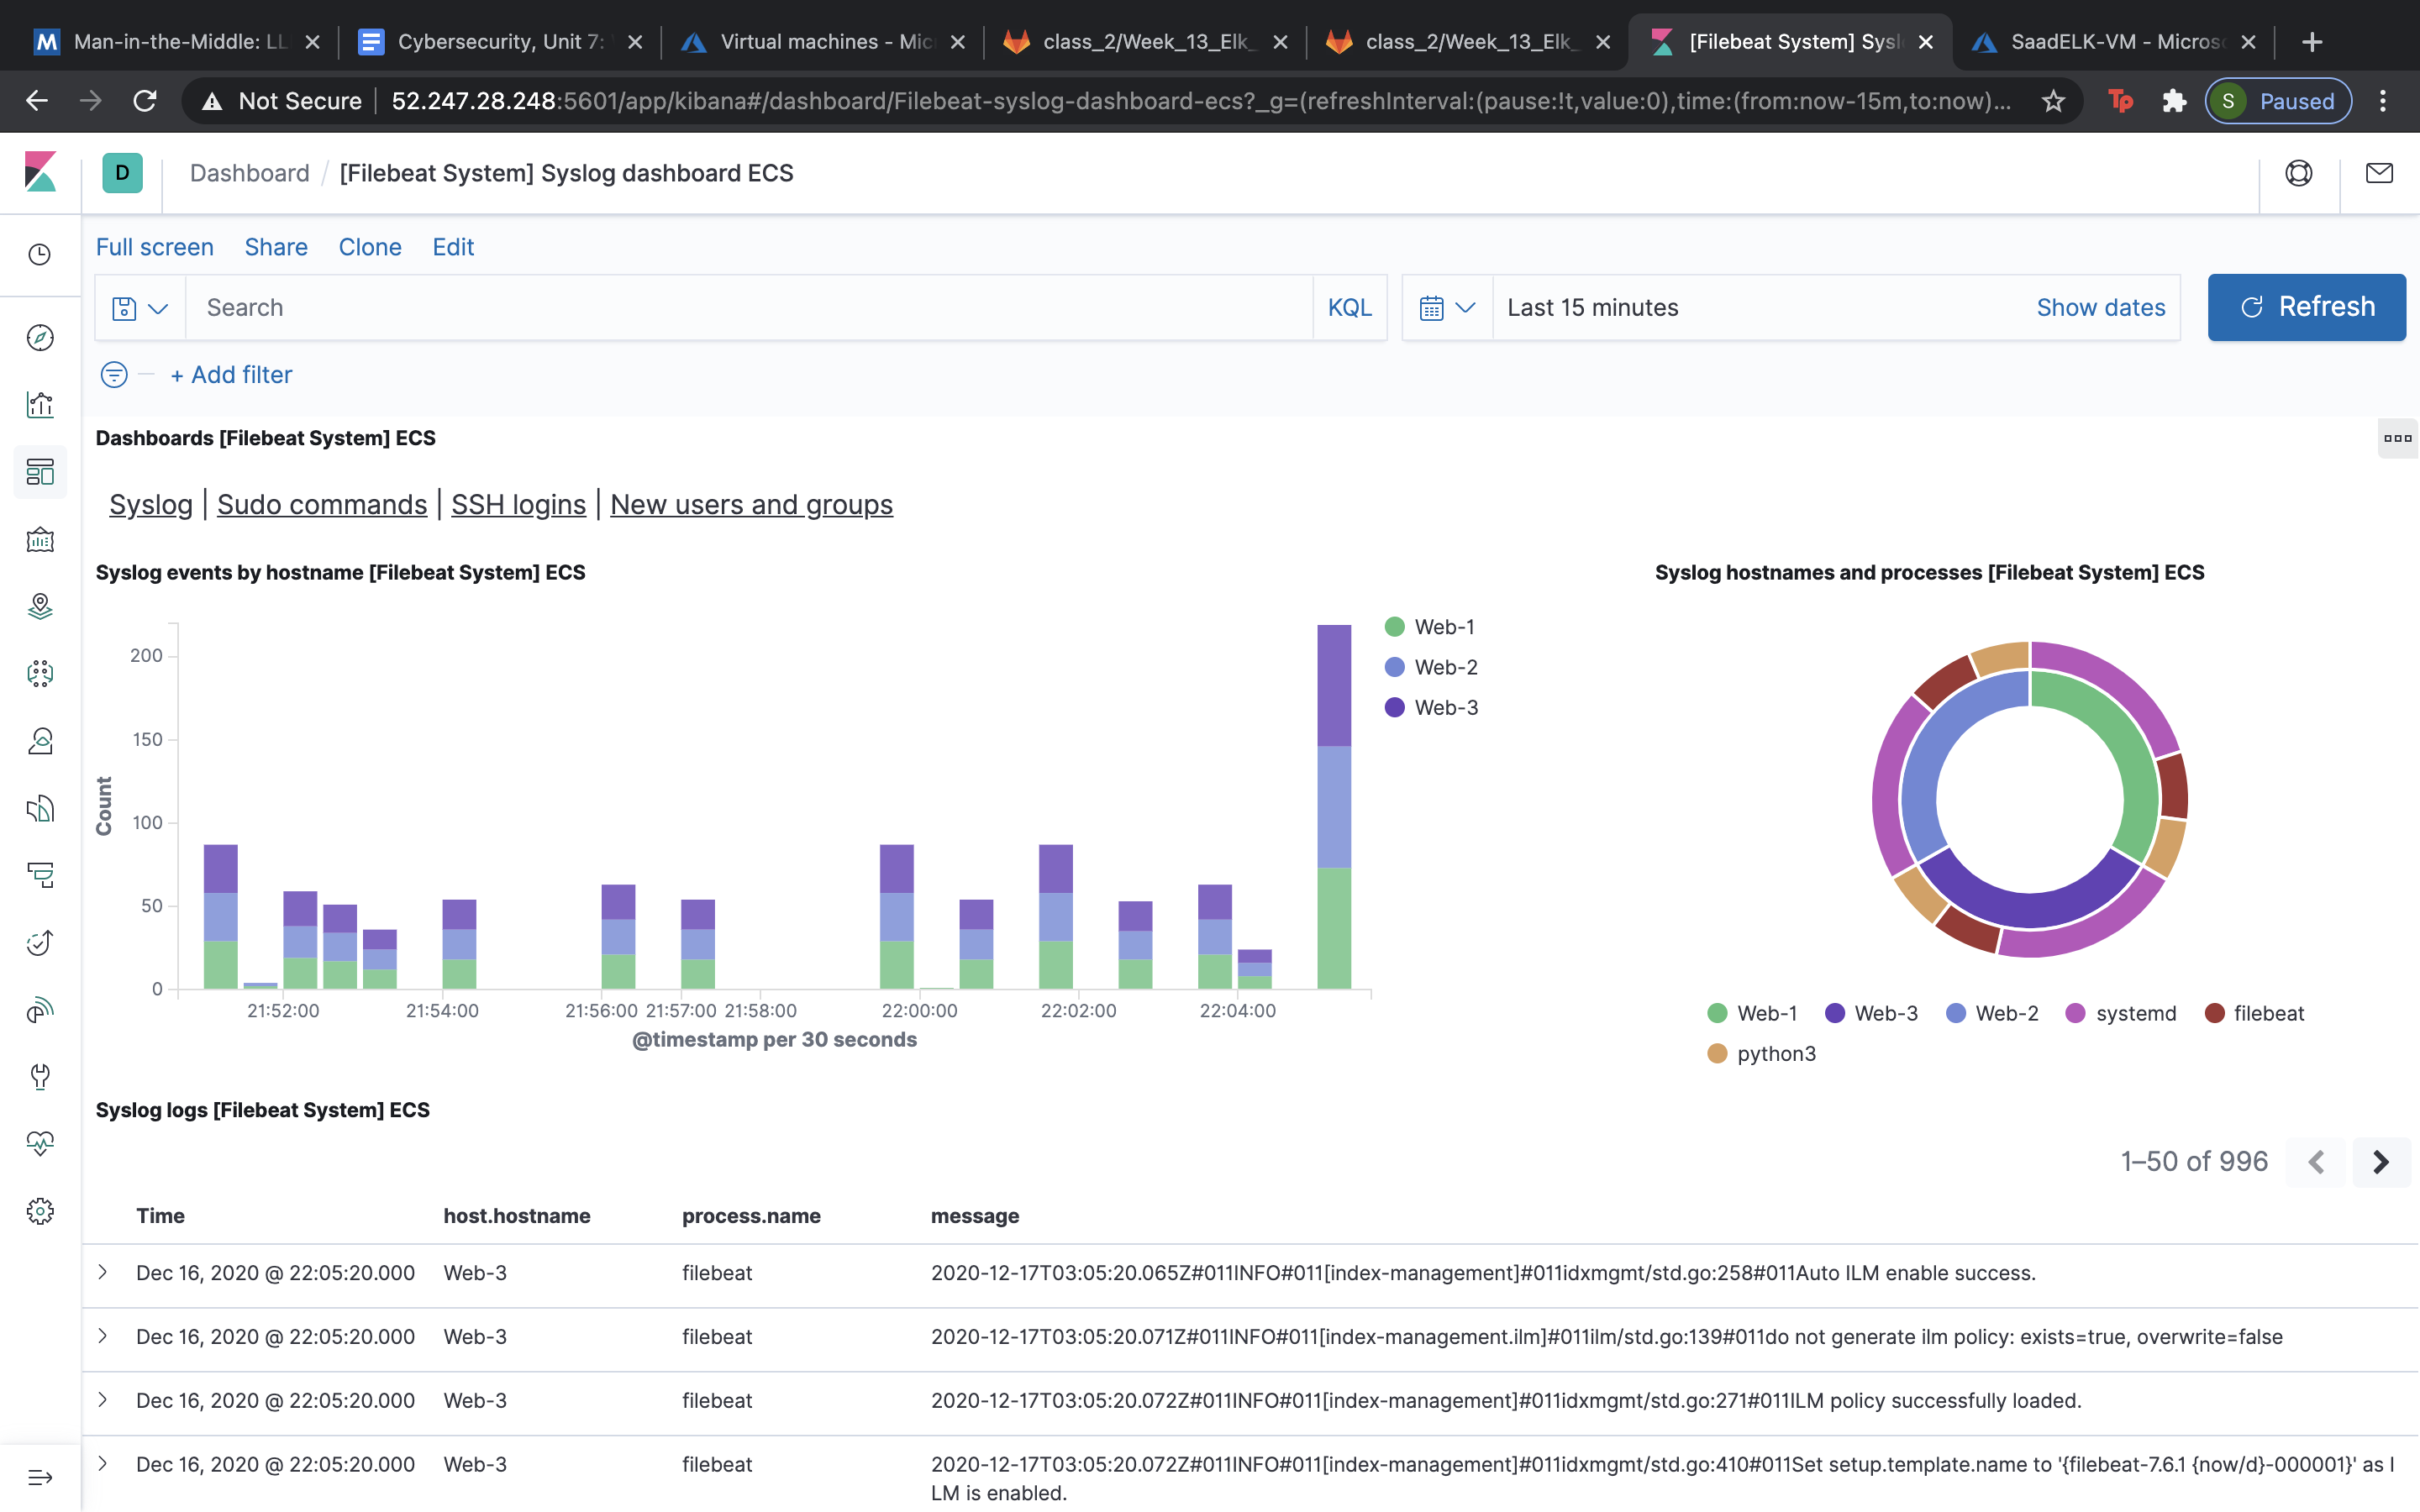 M Man-in-the-Middle: LL
Cybersecurity, Unit 7:
Virtual machines - Mic
class_2/Week_13_Elk_
class_2/Week_13_Elk_
[Filebeat System] Sysl
SaadELK-VM - Micros
Not Secure
52.247.28.248:5601/app/kibana#/dashboard/Filebeat-syslog-dashboard-ecs?_g=(refreshInterval:(pause:!t,value:0),time:(from:now-15m,to:now)...
Tp
S Paused
D
Dashboard / [Filebeat System] Syslog dashboard ECS
Full screen Share Clone Edit
Search
KQL
Last 15 minutes
Show dates
Refresh
+ Add filter
Dashboards [Filebeat System] ECS
Syslog | Sudo commands | SSH logins | New users and groups
Syslog events by hostname [Filebeat System] ECS
Count
200
150
100
50
0
21:52:00 21:54:00 21:56:00 21:57:00 21:58:00 22:00:00 22:02:00 22:04:00
@timestamp per 30 seconds
Web-1
Web-2
Web-3
Syslog hostnames and processes [Filebeat System] ECS
Web-1 Web-3 Web-2 systemd filebeat
python3
Syslog logs [Filebeat System] ECS
1–50 of 996
Time host.hostname process.name message
Dec 16, 2020 @ 22:05:20.000 Web-3 filebeat 2020-12-17T03:05:20.065Z#011INFO#011[index-management]#011idxmgmt/std.go:258#011Auto ILM enable success.
Dec 16, 2020 @ 22:05:20.000 Web-3 filebeat 2020-12-17T03:05:20.071Z#011INFO#011[index-management.ilm]#011ilm/std.go:139#011do not generate ilm policy: exists=true, overwrite=false
Dec 16, 2020 @ 22:05:20.000 Web-3 filebeat 2020-12-17T03:05:20.072Z#011INFO#011[index-management]#011idxmgmt/std.go:271#011ILM policy successfully loaded.
Dec 16, 2020 @ 22:05:20.000 Web-3 filebeat 2020-12-17T03:05:20.072Z#011INFO#011[index-management]#011idxmgmt/std.go:410#011Set setup.template.name to '{filebeat-7.6.1 {now/d}-000001}' as I
LM is enabled.